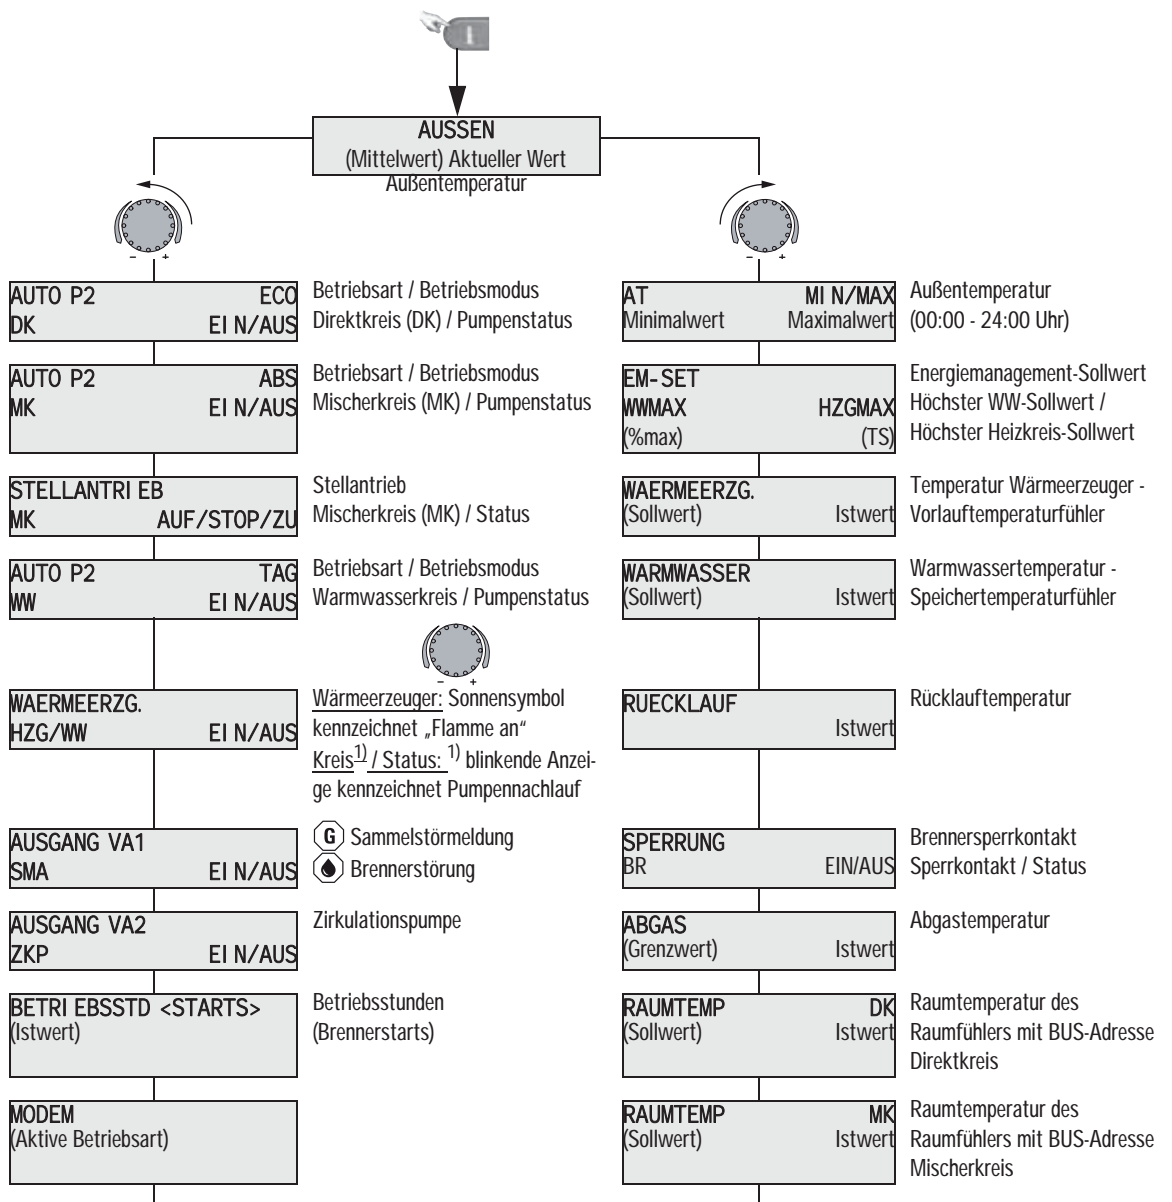 AUSSEN
(Mittelwert) Aktueller Wert
Außentemperatur
- +
AUTO P2 ECO
DK EIN/AUS
Betriebsart / Betriebsmodus
Direktkreis (DK) / Pumpenstatus
AUTO P2 ABS
MK EIN/AUS
Betriebsart / Betriebsmodus
Mischerkreis (MK) / Pumpenstatus
STELLANTRIEB
MK AUF/STOP/ZU
Stellantrieb
Mischerkreis (MK) / Status
AUTO P2 TAG
WW EIN/AUS
Betriebsart / Betriebsmodus
Warmwasserkreis / Pumpenstatus
- +
WAERMEERZG.
HZG/WW EIN/AUS
Wärmeerzeuger: Sonnensymbol
kennzeichnet „Flamme an“
Kreis1) / Status: 1) blinkende Anzei-
ge kennzeichnet Pumpennachlauf
AUSGANG VA1
SMA EIN/AUS
G Sammelstörmeldung
Brennerstörung
AUSGANG VA2
ZKP EIN/AUS
Zirkulationspumpe
BETRIEBSSTD <STARTS>
(Istwert)
Betriebsstunden
(Brennerstarts)
MODEM
(Aktive Betriebsart)
- +
AT MIN/MAX
Minimalwert Maximalwert
Außentemperatur
(00:00 - 24:00 Uhr)
EM-SET
WWMAX HZGMAX
(%max) (TS)
Energiemanagement-Sollwert
Höchster WW-Sollwert /
Höchster Heizkreis-Sollwert
WAERMEERZG.
(Sollwert) Istwert
Temperatur Wärmeerzeuger -
Vorlauftemperaturfühler
WARMWASSER
(Sollwert) Istwert
Warmwassertemperatur -
Speichertemperaturfühler
RUECKLAUF
Istwert
Rücklauftemperatur
SPERRUNG
BR EIN/AUS
Brennersperrkontakt
Sperrkontakt / Status
ABGAS
(Grenzwert) Istwert
Abgastemperatur
RAUMTEMP DK
(Sollwert) Istwert
Raumtemperatur des
Raumfühlers mit BUS-Adresse
Direktkreis
RAUMTEMP MK
(Sollwert) Istwert
Raumtemperatur des
Raumfühlers mit BUS-Adresse
Mischerkreis